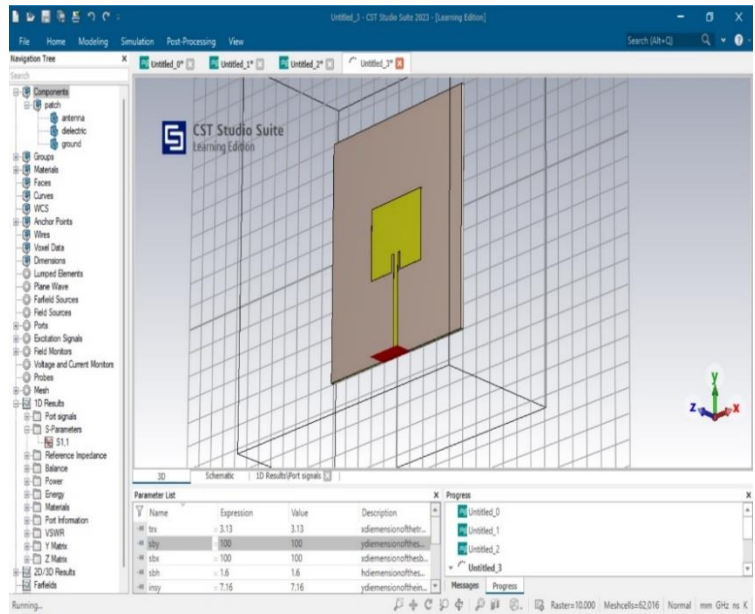 Untitled_3 - CST Studio Suite 2023 - [Learning Edition]
File Home Modeling Simulation Post-Processing View
Search (Alt+Q)
Navigation Tree
Untitled_0*
Untitled_1*
Untitled_2*
Untitled_3*
Search
Components
patch
antenna
dielectric
ground
Groups
Materials
Faces
Curves
WCS
Anchor Points
Wires
Voxel Data
Dimensions
Lumped Elements
Plane Wave
Farfield Sources
Field Sources
Ports
Excitation Signals
Field Monitors
Voltage and Current Monitors
Probes
Mesh
1D Results
Port signals
S-Parameters
S1,1
Reference Impedance
Balance
Power
Energy
Materials
Port Information
VSWR
Y Matrix
Z Matrix
2D/3D Results
Farfields
CST Studio Suite
Learning Edition
y
z
x
3D Schematic 1D Results\Port signals
Parameter List
Name Expression Value Description
trx = 3.13 3.13 xdiemensionofthetr...
sby = 100 100 ydiemensionofthes...
sbx = 100 100 xdiemensionofthesb...
sbh = 1.6 1.6 hdiemensionofthes...
insy = 7.16 7.16 ydiemensionofthein...
Progress
Untitled_0
Untitled_1
Untitled_2
Untitled_3
Messages Progress
Running...
Raster=10.000 Meshcells=62,016 Normal mm GHz ns K